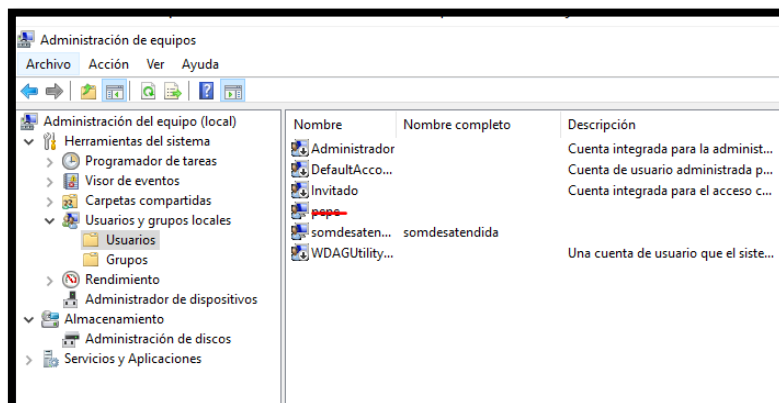 Administración de equipos
Archivo Acción Ver Ayuda
Administración del equipo (local)
Herramientas del sistema
Programador de tareas
Visor de eventos
Carpetas compartidas
Usuarios y grupos locales
Usuarios
Grupos
Rendimiento
Administrador de dispositivos
Almacenamiento
Administración de discos
Servicios y Aplicaciones
Nombre Nombre completo Descripción
Administrador Cuenta integrada para la administ...
DefaultAcco... Cuenta de usuario administrada p...
Invitado Cuenta integrada para el acceso c...
somdesaten... somdesatendida
WDAGUtility... Una cuenta de usuario que el siste...